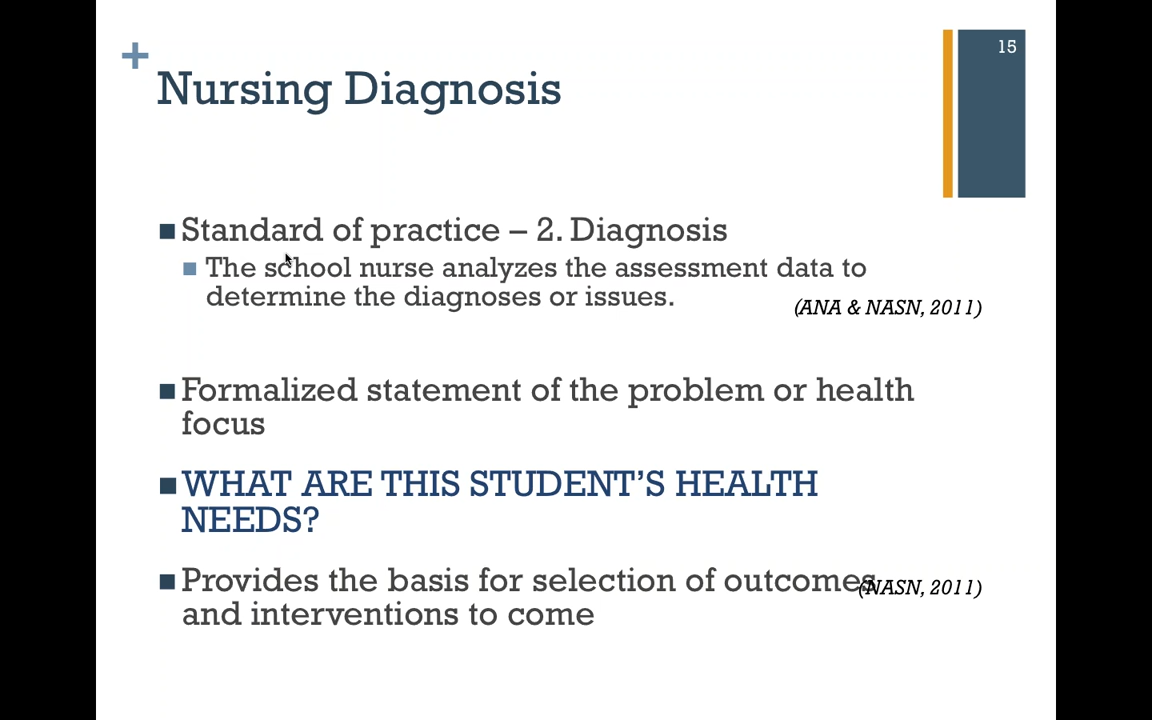 15
+
Nursing Diagnosis
Standard of practice – 2. Diagnosis
The school nurse analyzes the assessment data to
determine the diagnoses or issues.
(ANA & NASN, 2011)
Formalized statement of the problem or health
focus
WHAT ARE THIS STUDENT’S HEALTH
NEEDS?
Provides the basis for selection of outcomes
(NASN, 2011)
and interventions to come